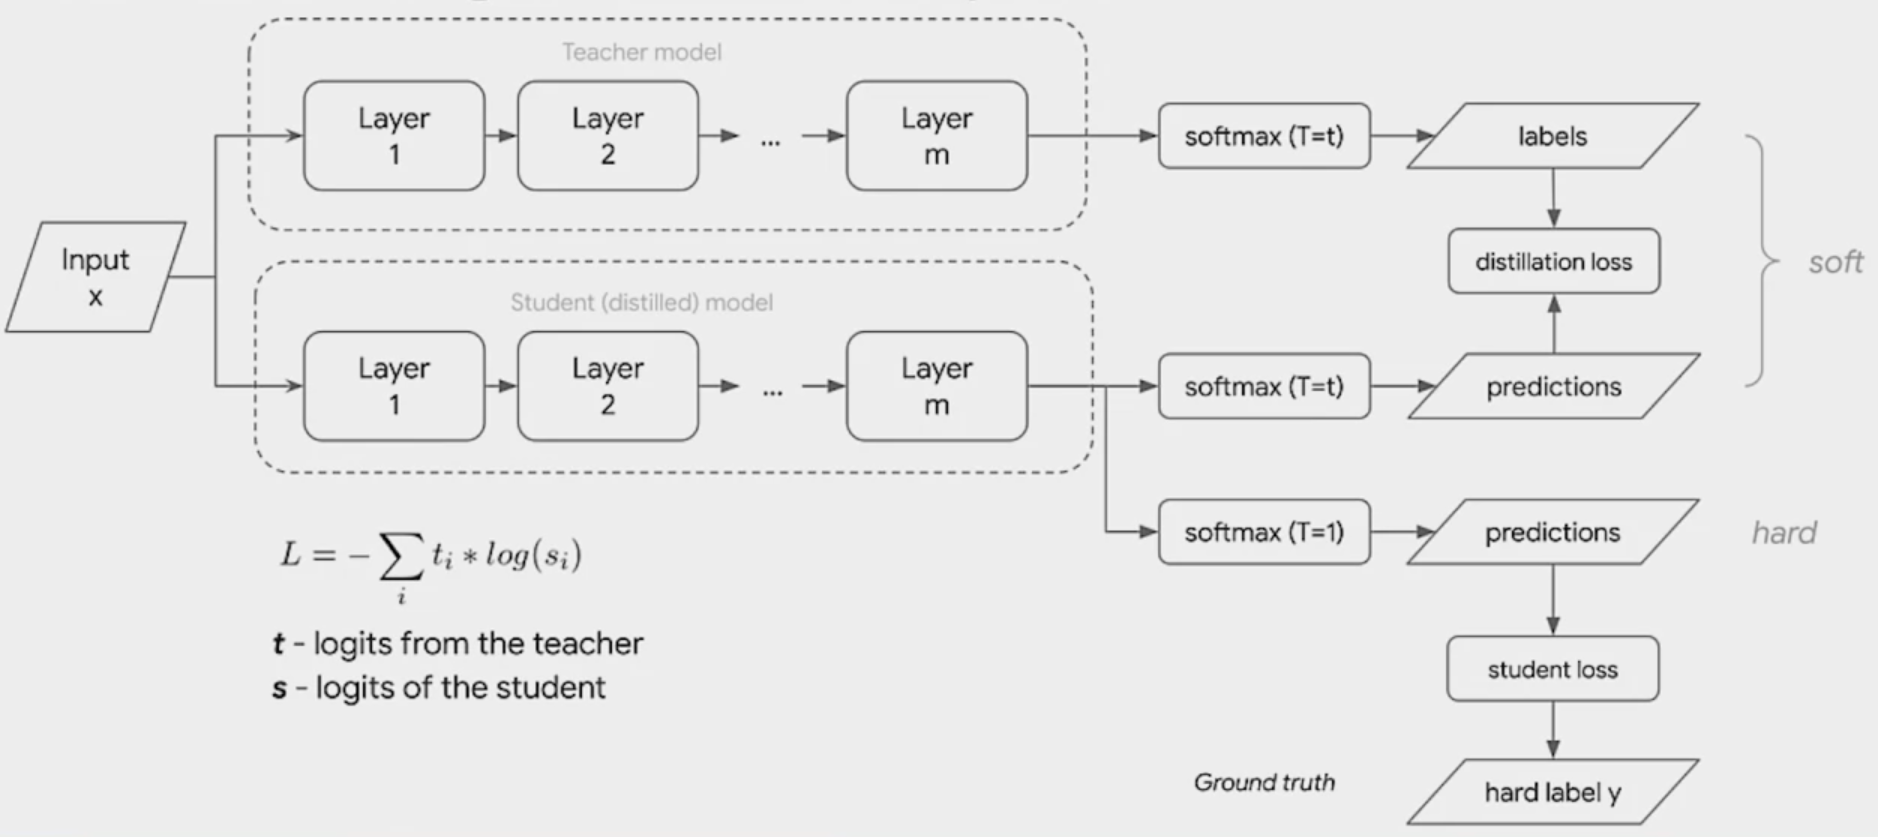 Teacher model
Layer
1
Layer
2
...
Layer
m
softmax (T=t)
labels
distillation loss
soft
Input
x
Student (distilled) model
Layer
1
Layer
2
...
Layer
m
softmax (T=t)
predictions
softmax (T=1)
predictions
hard
L = − ∑ t_i * log(s_i)
i
t - logits from the teacher
s - logits of the student
student loss
Ground truth
hard label y